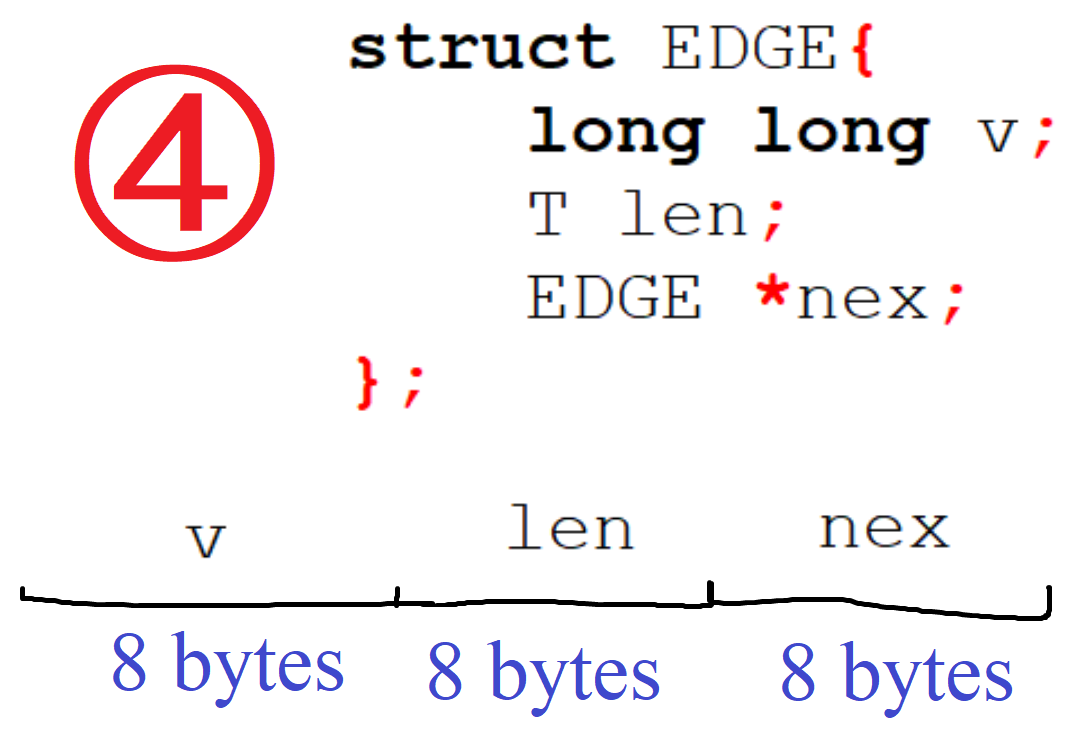 ④
struct EDGE{
long long v;
T len;
EDGE *nex;
};
v len nex
8 bytes 8 bytes 8 bytes